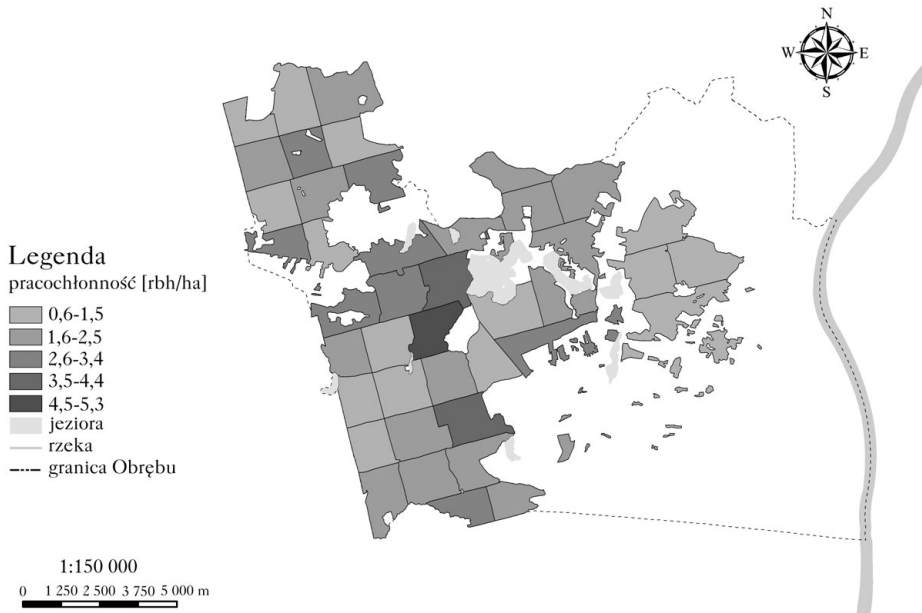 N
W E
S
Legenda
pracochłonność [rbh/ha]
0,6-1,5
1,6-2,5
2,6-3,4
3,5-4,4
4,5-5,3
jeziora
rzeka
granica Obrębu
1:150 000
0 1 250 2 500 3 750 5 000 m